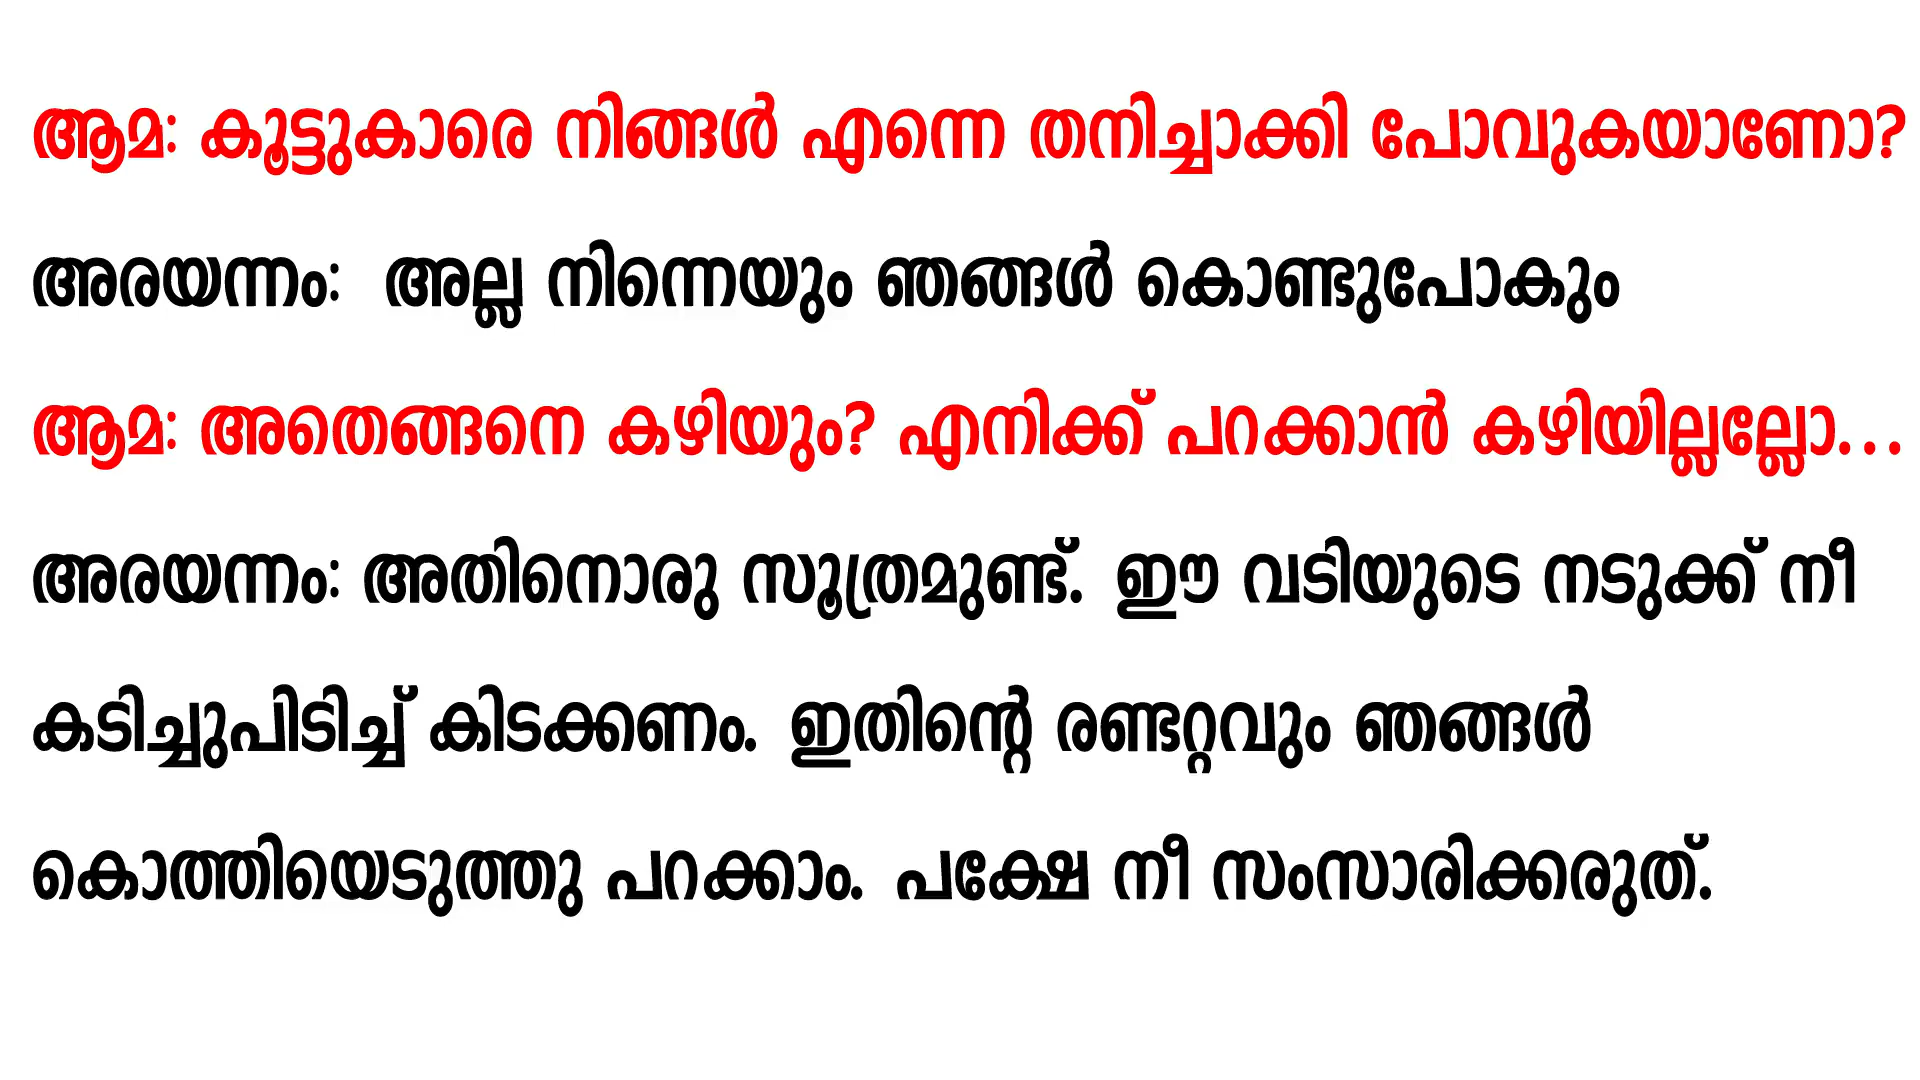 ആമ: കൂട്ടുകാരെ നിങ്ങൾ എന്നെ തനിച്ചാക്കി പോവുകയാണോ?
അരയന്നം: അല്ല നിന്നെയും ഞങ്ങൾ കൊണ്ടുപോകും
ആമ: അതെങ്ങനെ കഴിയും? എനിക്ക് പറക്കാൻ കഴിയില്ലല്ലോ...
അരയന്നം: അതിനൊരു സൂത്രമുണ്ട്. ഈ വടിയുടെ നടുക്ക് നീ
കടിച്ചുപിടിച്ച് കിടക്കണം. ഇതിന്റെ രണ്ടറ്റവും ഞങ്ങൾ
കൊത്തിയെടുത്തു പറക്കാം. പക്ഷേ നീ സംസാരിക്കരുത്.